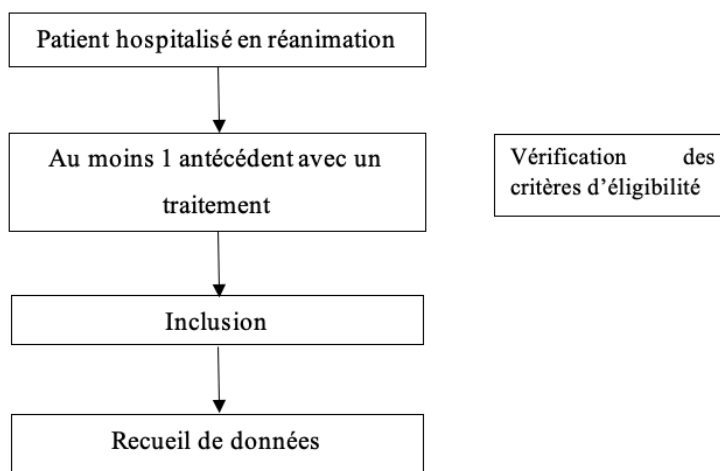 Patient hospitalisé en réanimation
Au moins 1 antécédent avec un
traitement
Vérification des
critères d'éligibilité
Inclusion
Recueil de données